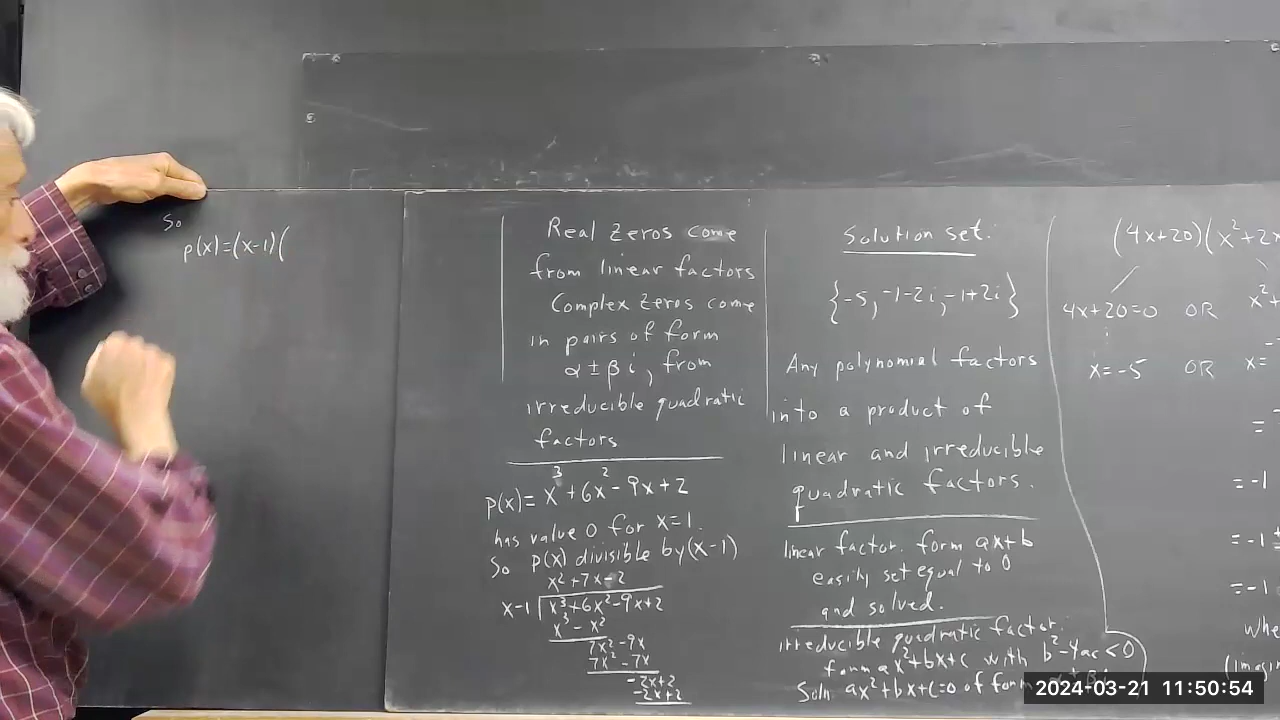 So
p(x)=(x-1)(
Real Zeros come
from linear factors
Complex zeros come
in pairs of form
α ± β i, from
irreducible quadratic
factors
p(x)= x³ + 6x² - 9x + 2
has value 0 for x=1.
So p(x) divisible by (x-1)
x² + 7x - 2
x-1 x³ + 6x² - 9x + 2
x³ - x²
7x² - 9x
7x² - 7x
-2x+2
-2x+2
Solution set:
{-5, -1-2i, -1+2i}
Any polynomial factors
into a product of
linear and irreducible
quadratic factors.
linear factor. form ax+b
easily set equal to 0
and solved.
irreducible quadratic factor.
form ax²+bx+c with b²-4ac<0
Soln. ax²+bx+c=0 of form
(4x+20)(x²+2x
4x+20=0 OR x²
x=-5 OR x=
=
= -1
= -1 ±
= -1
whe
(imag
2024-03-21 11:50:54